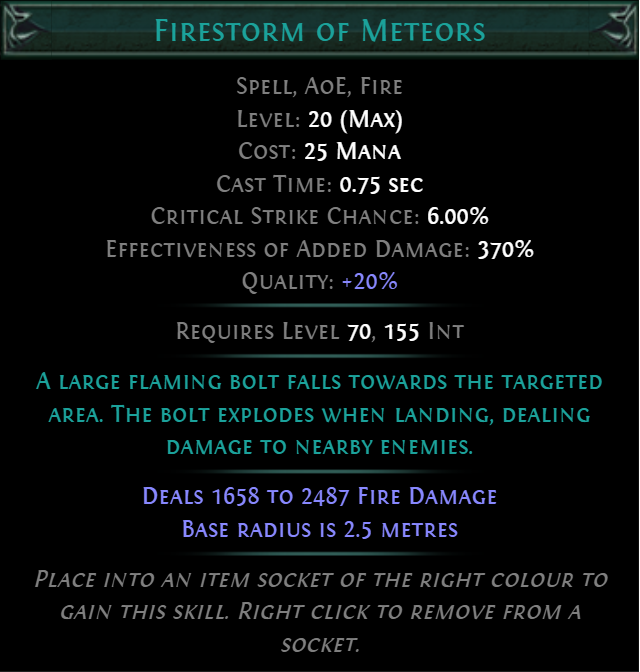 Firestorm of Meteors
Spell, AoE, Fire
Level: 20 (Max)
Cost: 25 Mana
Cast Time: 0.75 sec
Critical Strike Chance: 6.00%
Effectiveness of Added Damage: 370%
Quality: +20%
Requires Level 70, 155 Int
A large flaming bolt falls towards the targeted
area. The bolt explodes when landing, dealing
damage to nearby enemies.
Deals 1658 to 2487 Fire Damage
Base radius is 2.5 metres
Place into an item socket of the right colour to
gain this skill. Right click to remove from a
socket.